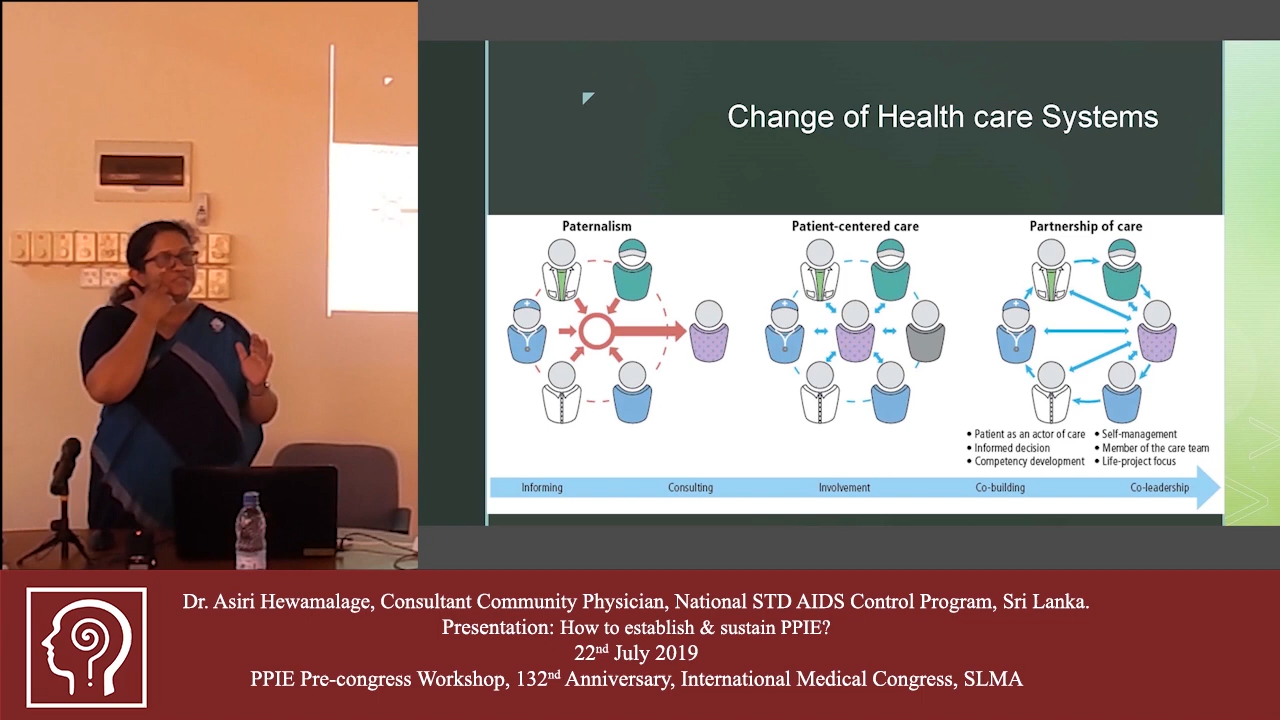 Change of Health care Systems
Paternalism
Patient-centered care
Partnership of care
• Patient as an actor of care
• Informed decision
• Competency development
• Self-management
• Member of the care team
• Life-project focus
Informing
Consulting
Involvement
Co-building
Co-leadership
Dr. Asiri Hewamalage, Consultant Community Physician, National STD AIDS Control Program, Sri Lanka.
Presentation: How to establish & sustain PPIE?
22nd July 2019
PPIE Pre-congress Workshop, 132nd Anniversary, International Medical Congress, SLMA